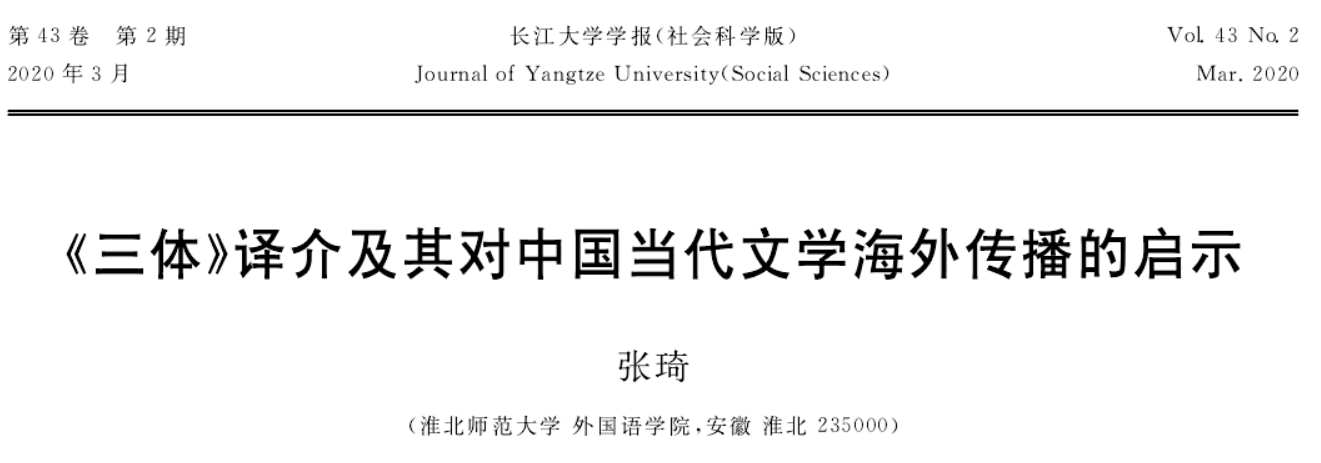 第 43 卷 第 2 期 长江大学学报(社会科学版) Vol. 43 No. 2
2020 年 3 月 Journal of Yangtze University(Social Sciences) Mar. 2020
《三体》译介及其对中国当代文学海外传播的启示
张琦
(淮北师范大学 外国语学院,安徽 淮北 235000)